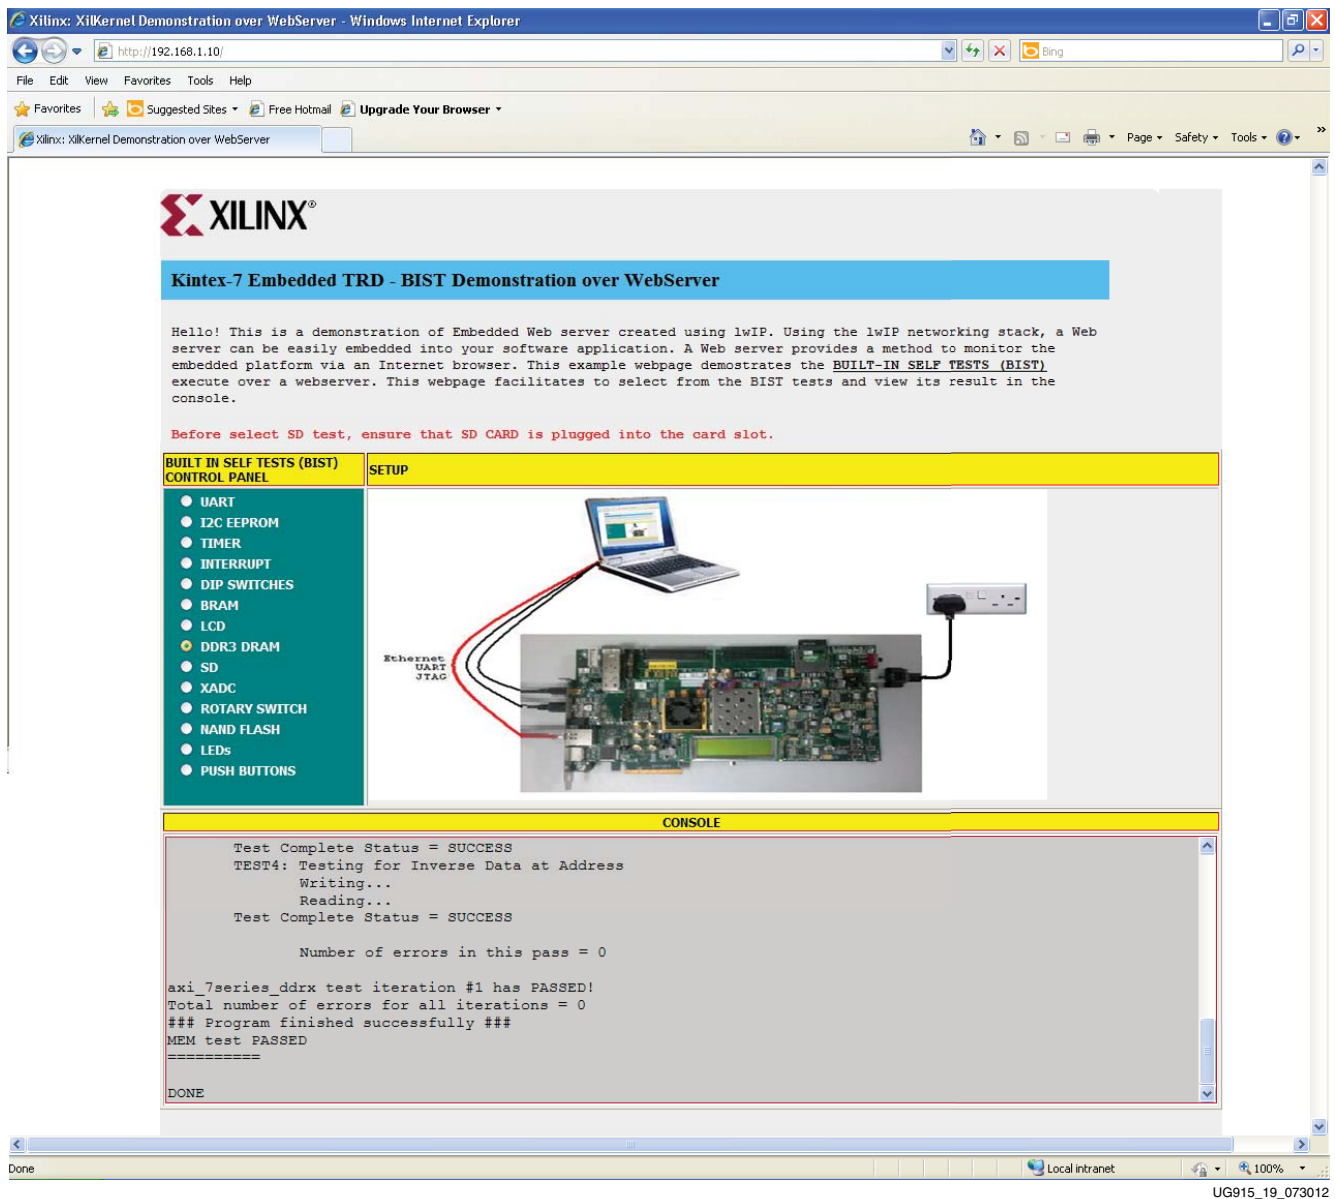 Xilinx: XilKernel Demonstration over WebServer - Windows Internet Explorer
http://192.168.1.10/
Bing
File Edit View Favorites Tools Help
Favorites Suggested Sites Free Hotmail Upgrade Your Browser
Xilinx: XilKernel Demonstration over WebServer
Page Safety Tools »
XILINX®
Kintex-7 Embedded TRD - BIST Demonstration over WebServer
Hello! This is a demonstration of Embedded Web server created using lwIP. Using the lwIP networking stack, a Web
server can be easily embedded into your software application. A Web server provides a method to monitor the
embedded platform via an Internet browser. This example webpage demostrates the BUILT-IN SELF TESTS (BIST)
execute over a webserver. This webpage facilitates to select from the BIST tests and view its result in the
console.
Before select SD test, ensure that SD CARD is plugged into the card slot.
BUILT IN SELF TESTS (BIST)
CONTROL PANEL
SETUP
UART
I2C EEPROM
TIMER
INTERRUPT
DIP SWITCHES
BRAM
LCD
DDR3 DRAM
SD
XADC
ROTARY SWITCH
NAND FLASH
LEDs
PUSH BUTTONS
Ethernet
UART
JTAG
CONSOLE
Test Complete Status = SUCCESS
TEST4: Testing for Inverse Data at Address
Writing...
Reading...
Test Complete Status = SUCCESS
Number of errors in this pass = 0
axi_7series_ddrx test iteration #1 has PASSED!
Total number of errors for all iterations = 0
### Program finished successfully ###
MEM test PASSED
==========
DONE
Done
Local intranet
100%
UG915_19_073012